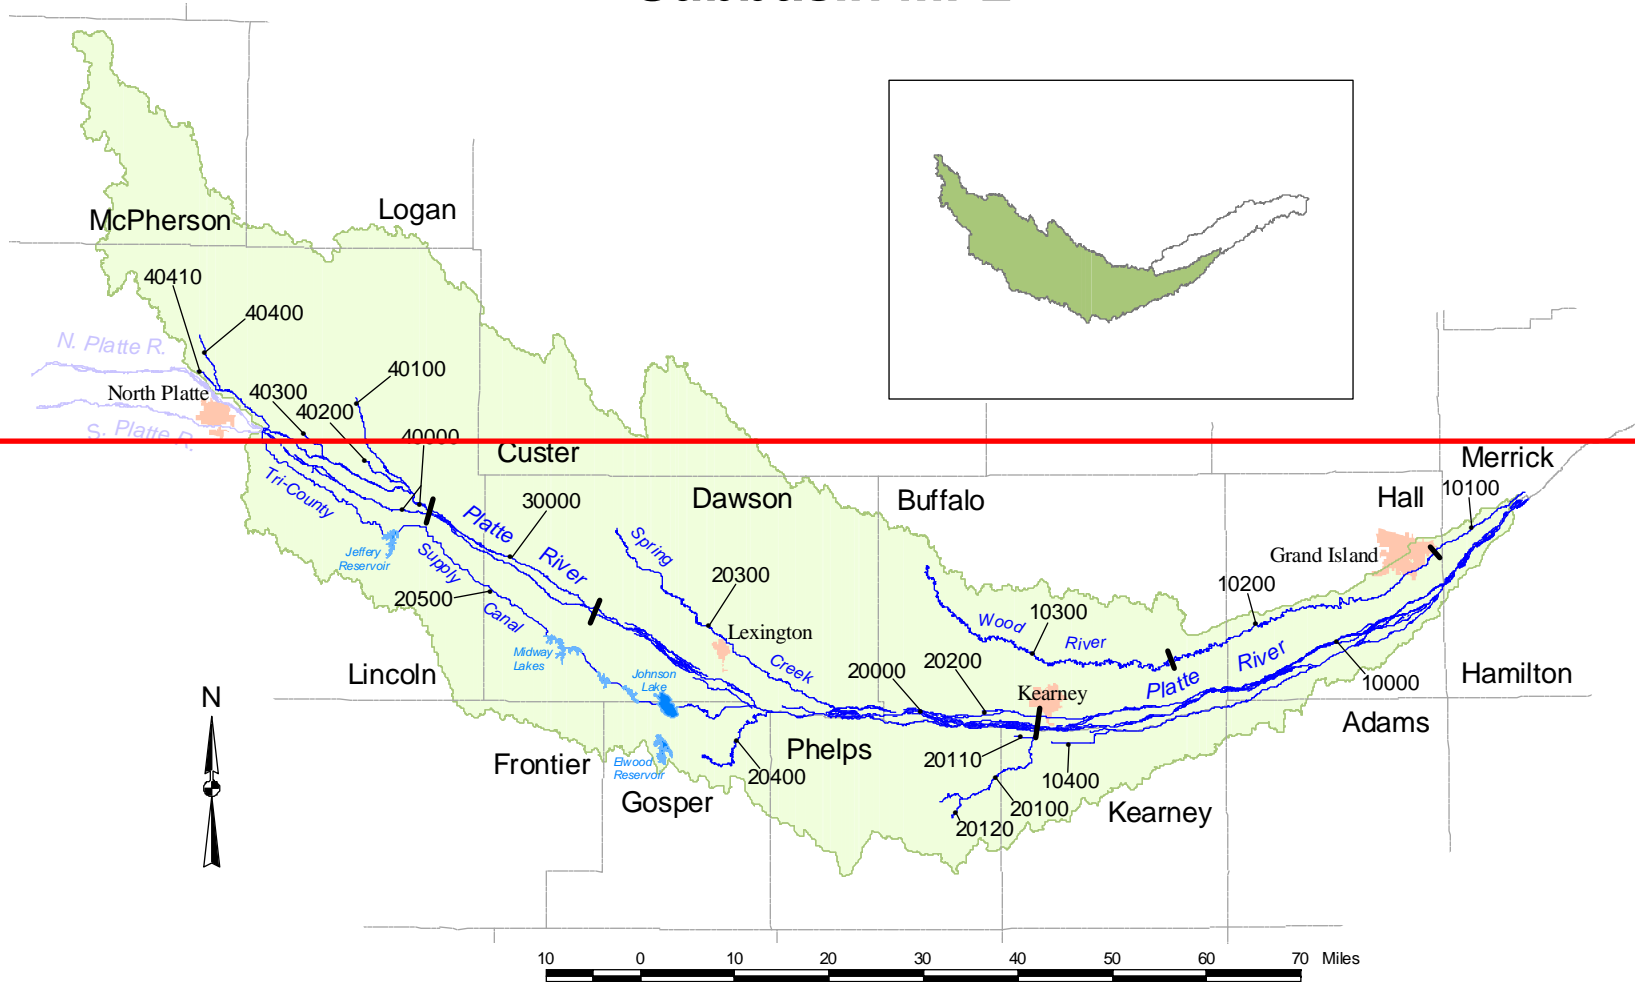 McPherson
Logan
40410
40400
N. Platte R.
40100
North Platte
40300
40200
S. Platte R.
40000
Custer
Merrick
Tri-County
Dawson
Buffalo
Hall
10100
30000
Platte
River
Spring
Jeffery
Reservoir
Supply
Grand Island
20300
10200
20500
Canal
Wood
10300
River
Lexington
Midway
Lakes
Creek
Lincoln
Johnson
Lake
20000
20200
Platte
River
Kearney
10000
Hamilton
N
Adams
Phelps
Frontier
Elwood
Reservoir
20110
20400
10400
Gosper
20100
Kearney
20120
10 0 10 20 30 40 50 60 70 Miles